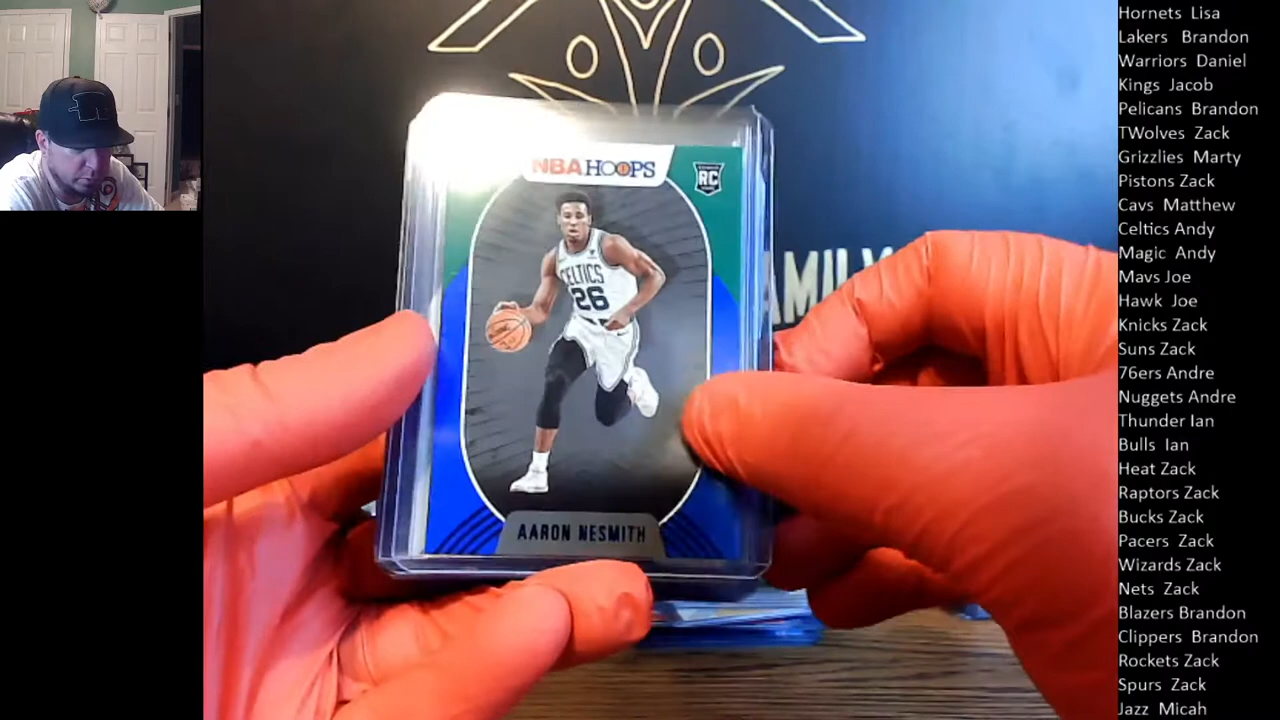 NBA HOOPS
RC
CELTICS
26
AARON NESMITH
AMILY
Hornets Lisa
Lakers Brandon
Warriors Daniel
Kings Jacob
Pelicans Brandon
TWolves Zack
Grizzlies Marty
Pistons Zack
Cavs Matthew
Celtics Andy
Magic Andy
Mavs Joe
Hawk Joe
Knicks Zack
Suns Zack
76ers Andre
Nuggets Andre
Thunder Ian
Bulls Ian
Heat Zack
Raptors Zack
Bucks Zack
Pacers Zack
Wizards Zack
Nets Zack
Blazers Brandon
Clippers Brandon
Rockets Zack
Spurs Zack
Jazz Micah